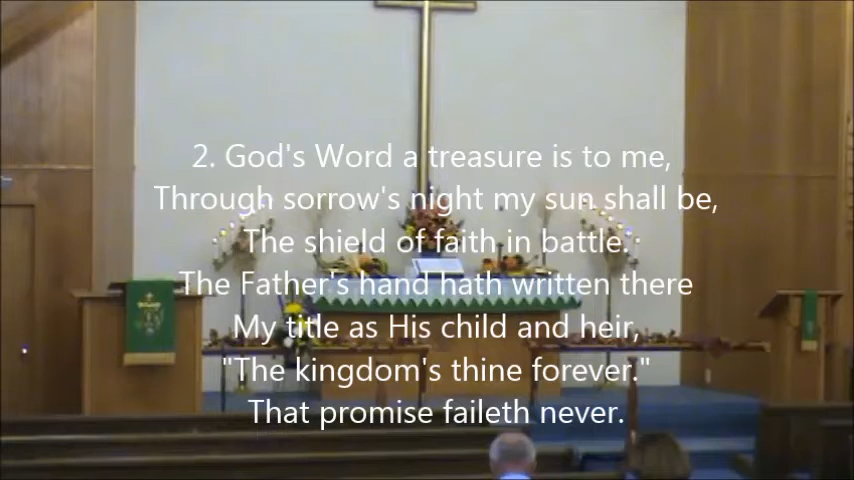 2. God's Word a treasure is to me,
Through sorrow's night my sun shall be,
The shield of faith in battle.
The Father's hand hath written there
My title as His child and heir,
"The kingdom's thine forever."
That promise faileth never.